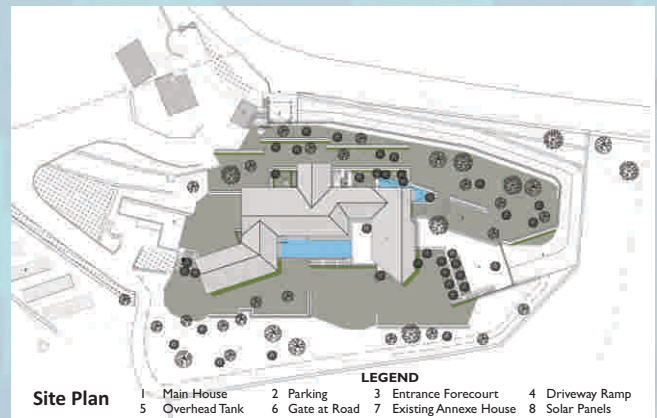 LEGEND
Site Plan
1 Main House 2 Parking 3 Entrance Forecourt 4 Driveway Ramp
5 Overhead Tank 6 Gate at Road 7 Existing Annexe House 8 Solar Panels